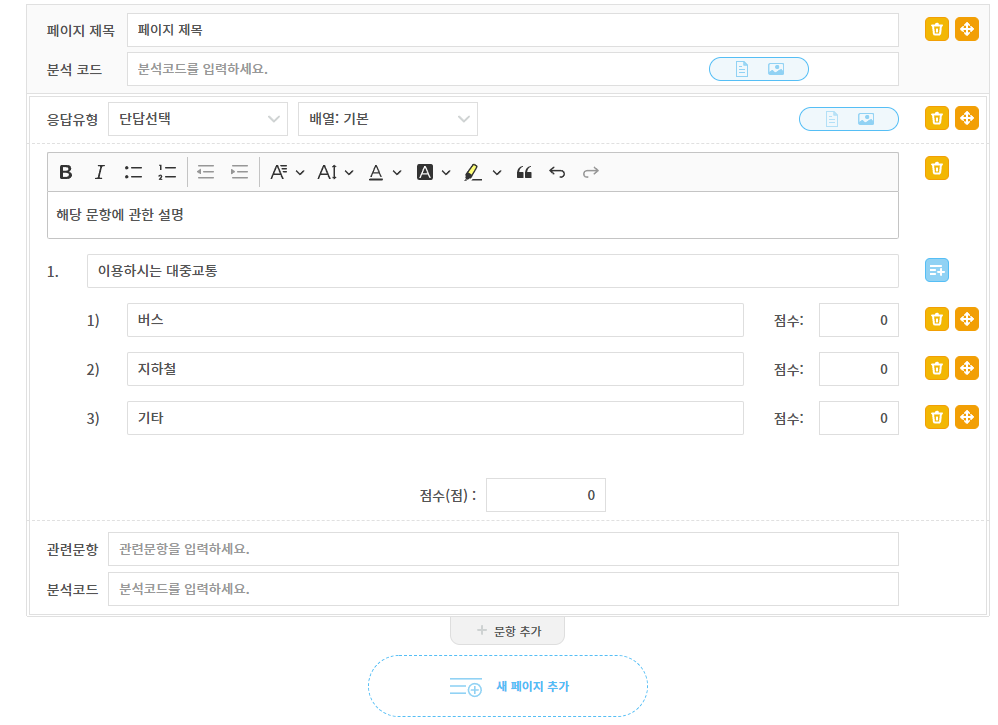 페이지 제목 페이지 제목
분석 코드 분석코드를 입력하세요.
응답유형 단답선택 배열: 기본
B I A A A A
해당 문항에 관한 설명
1. 이용하시는 대중교통
1) 버스 점수: 0
2) 지하철 점수: 0
3) 기타 점수: 0
점수(점) : 0
관련문항 관련문항을 입력하세요.
분석코드 분석코드를 입력하세요.
+ 문항 추가
새 페이지 추가